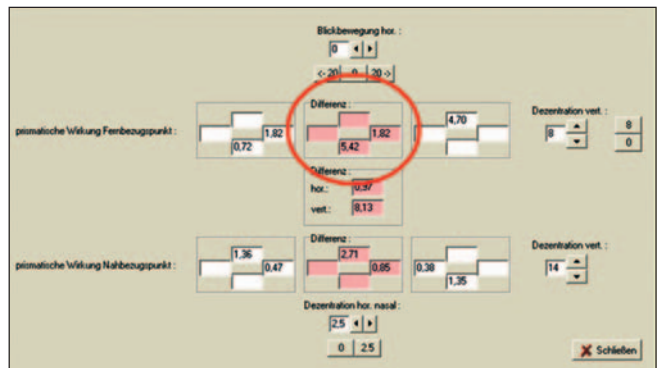 Blickbewegung hor. :
0
<- 20 0 20 ->
Differenz :
4,70
Dezentration vert. :
prismatische Wirkung Fernbezugspunkt :
1,82
1,82
8
8
0,72
5,42
0
Differenz :
hor.: 0,97
vert.: 8,13
Differenz :
1,36
2,71
Dezentration vert. :
prismatische Wirkung Nahbezugspunkt :
0,47
0,85
0,38
14
1,35
Dezentration hor. nasal :
2.5
0 2.5
Schließen